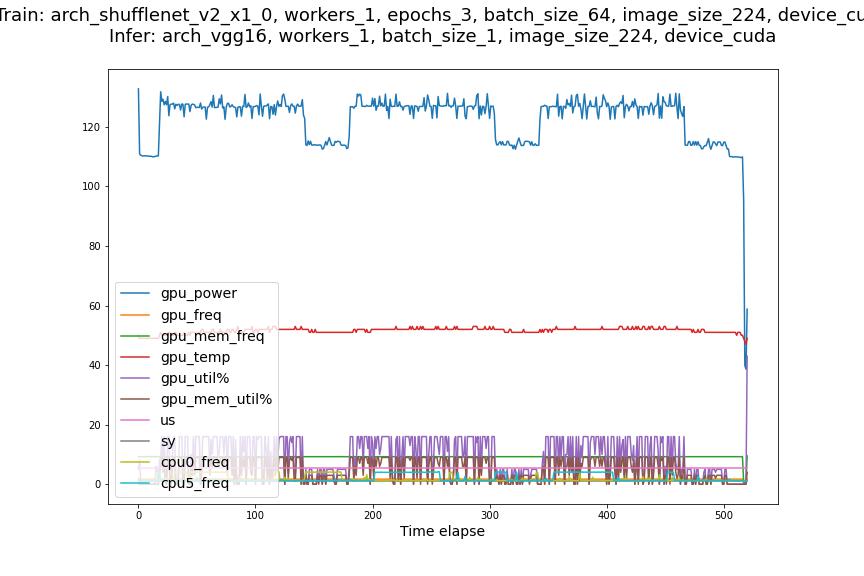 Train: arch_shufflenet_v2_x1_0, workers_1, epochs_3, batch_size_64, image_size_224, device_cu
Infer: arch_vgg16, workers_1, batch_size_1, image_size_224, device_cuda
120
100
80
60
40
20
0
gpu_power
gpu_freq
gpu_mem_freq
gpu_temp
gpu_util%
gpu_mem_util%
us
sy
cpu0_freq
cpu5_freq
0 100 200 300 400 500
Time elapse